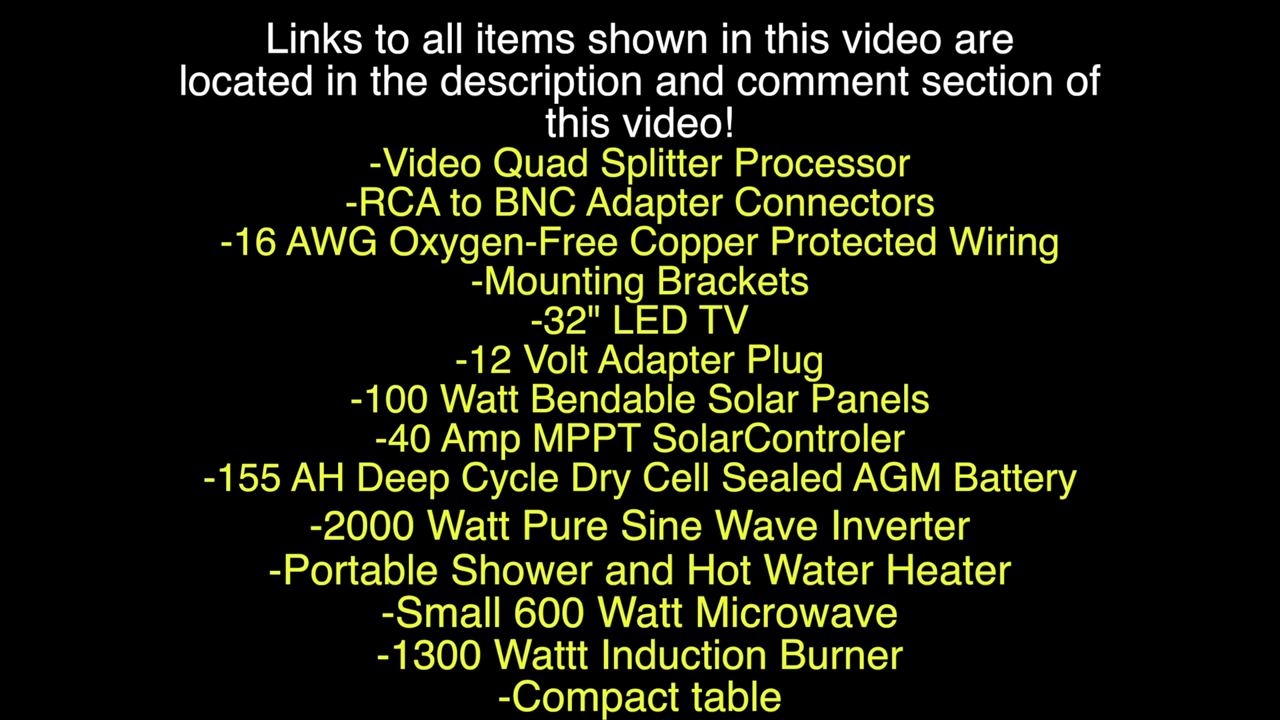 Links to all items shown in this video are
located in the description and comment section of
this video!
-Video Quad Splitter Processor
-RCA to BNC Adapter Connectors
-16 AWG Oxygen-Free Copper Protected Wiring
-Mounting Brackets
-32" LED TV
-12 Volt Adapter Plug
-100 Watt Bendable Solar Panels
-40 Amp MPPT SolarControler
-155 AH Deep Cycle Dry Cell Sealed AGM Battery
-2000 Watt Pure Sine Wave Inverter
-Portable Shower and Hot Water Heater
-Small 600 Watt Microwave
-1300 Wattt Induction Burner
-Compact table